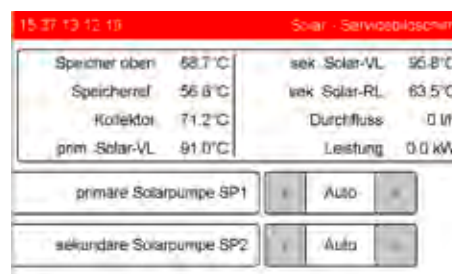 15:37 13.12.19 Solar - Servicebildschirm
Speicher oben 68.7°C sek. Solar-VL 95.8°C
Speicherref 56.8°C sek. Solar-RL 63.5°C
Kollektor 71.2°C Durchfluss 0 l/h
prim. Solar-VL 91.0°C Leistung 0.0 kW
primäre Solarpumpe SP1 Auto
sekundäre Solarpumpe SP2 Auto